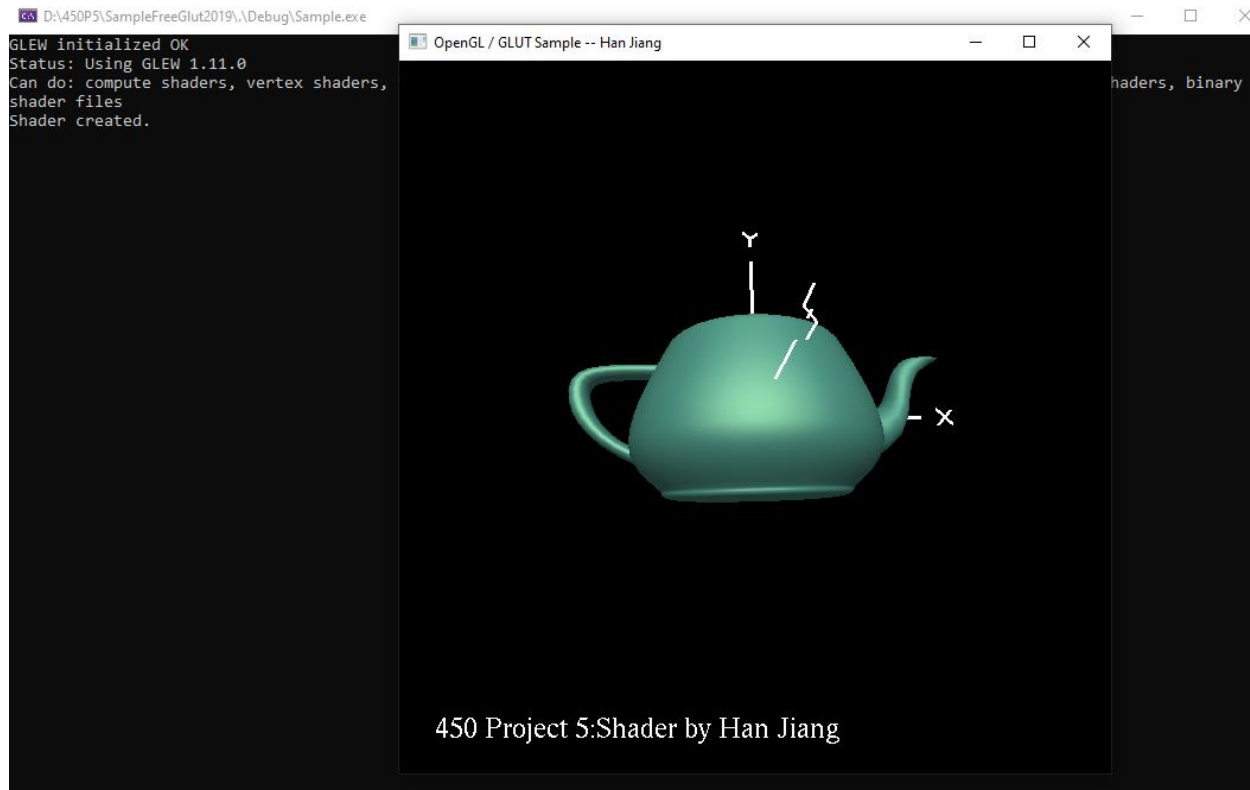 D:\450P5\SampleFreeGlut2019\.\Debug\Sample.exe
GLEW initialized OK
Status: Using GLEW 1.11.0
Can do: compute shaders, vertex shaders,
haders, binary
shader files
Shader created.
OpenGL / GLUT Sample -- Han Jiang
Y
X
450 Project 5:Shader by Han Jiang